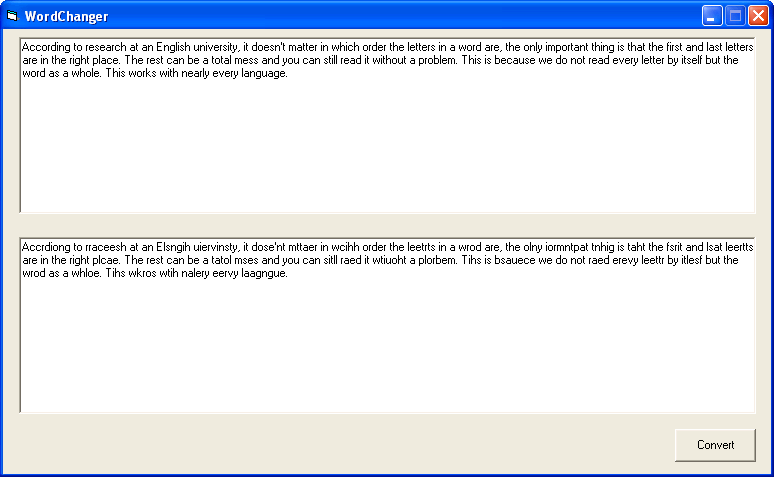 WordChanger
According to research at an English university, it doesn't matter in which order the letters in a word are, the only important thing is that the first and last letters
are in the right place. The rest can be a total mess and you can still read it without a problem. This is because we do not read every letter by itself but the
word as a whole. This works with nearly every language.
Accrdiong to rraceesh at an Elsngih uiervinsty, it dose'nt mttaer in wcihh order the leetrts in a wrod are, the olny iormntpat tnhig is taht the fsrit and lsat leertts
are in the right plcae. The rest can be a tatol mses and you can sitll raed it wtiuoht a plorbem. Tihs is bsauece we do not raed erevy leettr by itlesf but the
wrod as a whloe. Tihs wkros wtih nalery eervy laagngue.
Convert